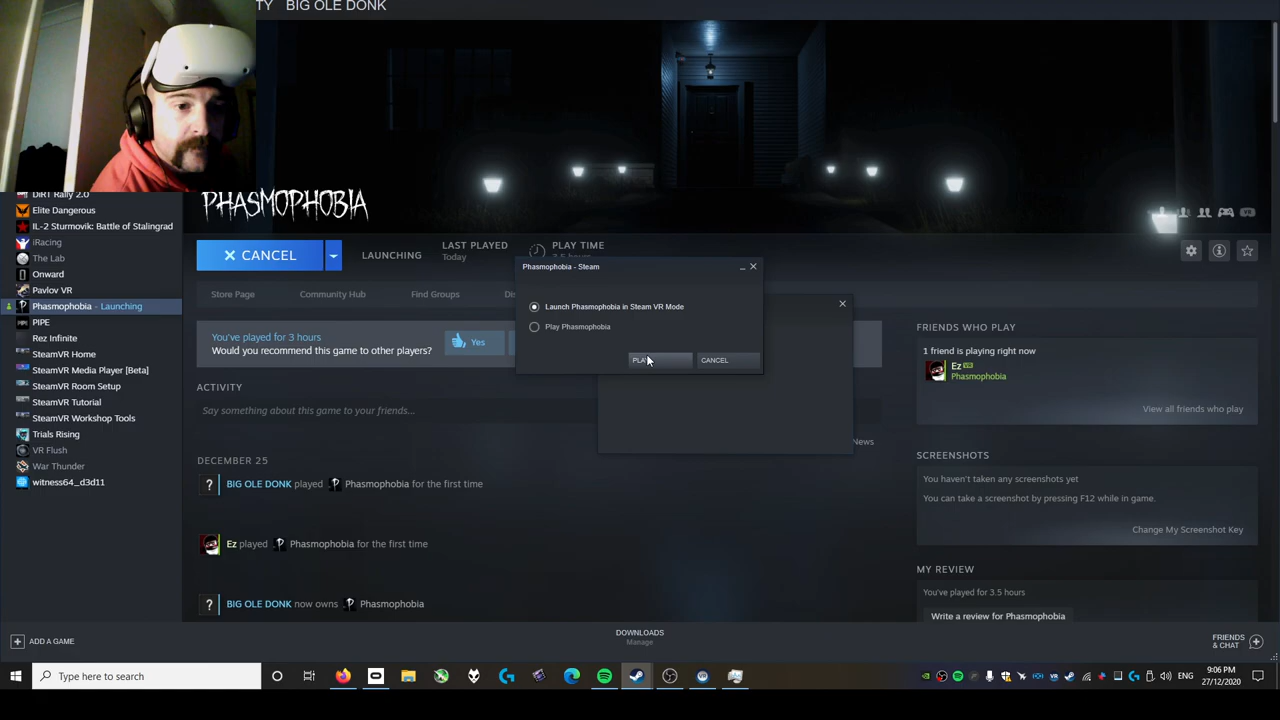 TY BIG OLE DONK
PHASMOPHOBIA
DiRT Rally 2.0
Elite Dangerous
IL-2 Sturmovik: Battle of Stalingrad
iRacing
The Lab
Onward
Pavlov VR
Phasmophobia - Launching
PIPE
Rez Infinite
SteamVR Home
SteamVR Media Player [Beta]
SteamVR Room Setup
SteamVR Tutorial
SteamVR Workshop Tools
Trials Rising
VR Flush
War Thunder
witness64_d3d11
CANCEL
LAUNCHING
LAST PLAYED
Today
PLAY TIME
Store Page
Community Hub
Find Groups
Phasmophobia - Steam
Launch Phasmophobia in Steam VR Mode
Play Phasmophobia
CANCEL
You've played for 3 hours
Would you recommend this game to other players?
Yes
ACTIVITY
Say something about this game to your friends...
News
DECEMBER 25
BIG OLE DONK played Phasmophobia for the first time
Ez played Phasmophobia for the first time
BIG OLE DONK now owns Phasmophobia
FRIENDS WHO PLAY
1 friend is playing right now
Ez VR
Phasmophobia
View all friends who play
SCREENSHOTS
You haven't taken any screenshots yet
You can take a screenshot by pressing F12 while in game.
Change My Screenshot Key
MY REVIEW
You've played for 3.5 hours
Write a review for Phasmophobia
ADD A GAME
DOWNLOADS
Manage
FRIENDS
& CHAT
Type here to search
ENG
9:06 PM
27/12/2020